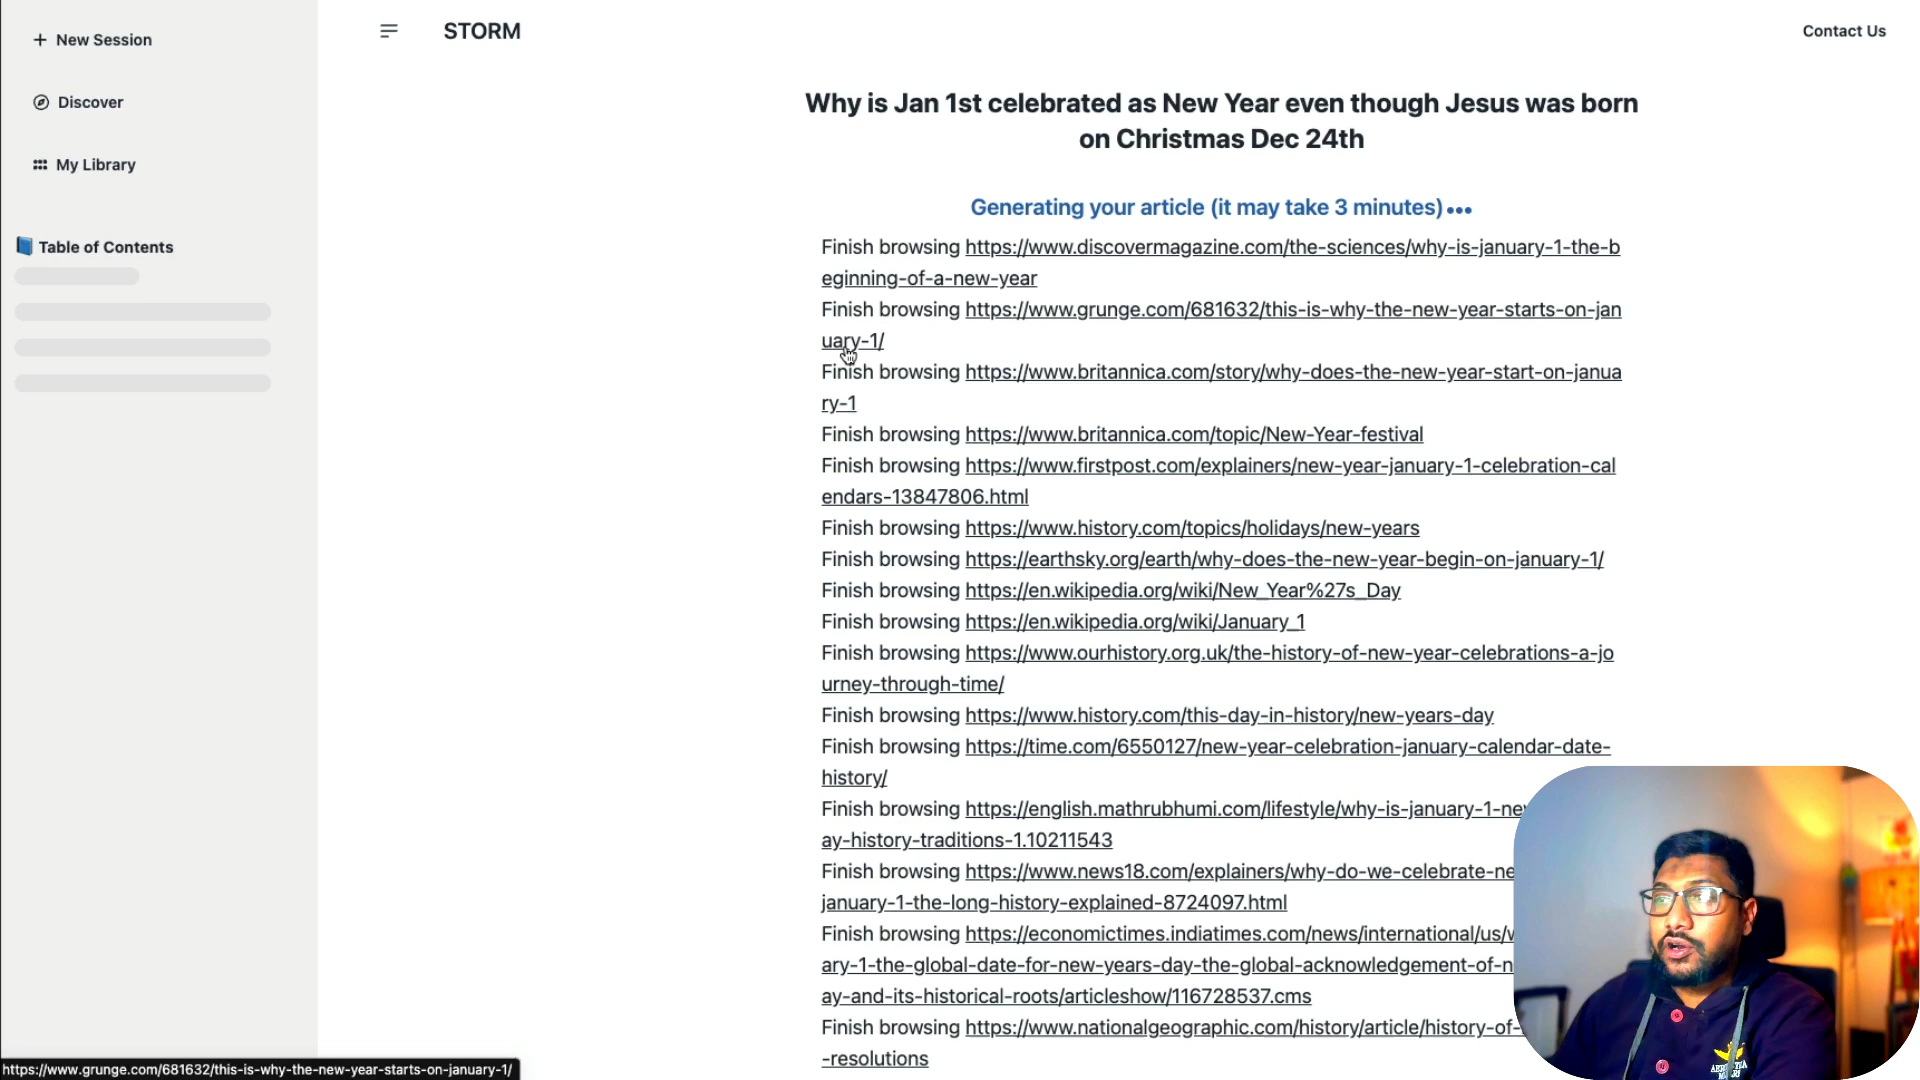 New Session
STORM
Contact Us
Discover
My Library
Table of Contents
Why is Jan 1st celebrated as New Year even though Jesus was born
on Christmas Dec 24th
Generating your article (it may take 3 minutes)•••
Finish browsing https://www.discovermagazine.com/the-sciences/why-is-january-1-the-b
eginning-of-a-new-year
Finish browsing https://www.grunge.com/681632/this-is-why-the-new-year-starts-on-jan
uary-1/
Finish browsing https://www.britannica.com/story/why-does-the-new-year-start-on-janua
ry-1
Finish browsing https://www.britannica.com/topic/New-Year-festival
Finish browsing https://www.firstpost.com/explainers/new-year-january-1-celebration-cal
endars-13847806.html
Finish browsing https://www.history.com/topics/holidays/new-years
Finish browsing https://earthsky.org/earth/why-does-the-new-year-begin-on-january-1/
Finish browsing https://en.wikipedia.org/wiki/New_Year%27s_Day
Finish browsing https://en.wikipedia.org/wiki/January_1
Finish browsing https://www.ourhistory.org.uk/the-history-of-new-year-celebrations-a-jo
urney-through-time/
Finish browsing https://www.history.com/this-day-in-history/new-years-day
Finish browsing https://time.com/6550127/new-year-celebration-january-calendar-date-
history/
Finish browsing https://english.mathrubhumi.com/lifestyle/why-is-january-1-ne
ay-history-traditions-1.10211543
Finish browsing https://www.news18.com/explainers/why-do-we-celebrate-ne
january-1-the-long-history-explained-8724097.html
Finish browsing https://economictimes.indiatimes.com/news/international/us/
ary-1-the-global-date-for-new-years-day-the-global-acknowledgement-of-n
ay-and-its-historical-roots/articleshow/116728537.cms
Finish browsing https://www.nationalgeographic.com/history/article/history-of-
-resolutions
https://www.grunge.com/681632/this-is-why-the-new-year-starts-on-january-1/